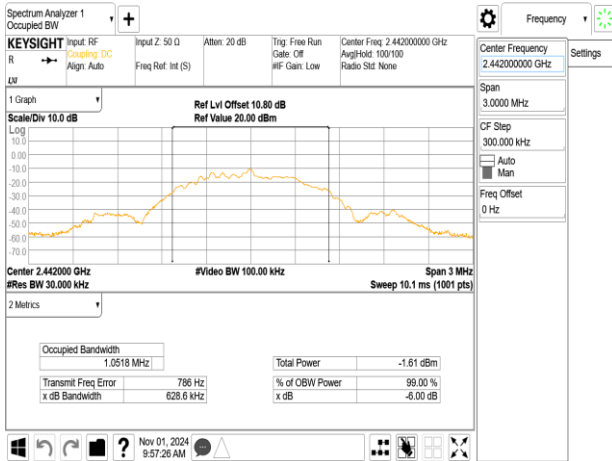 Spectrum Analyzer 1
Occupied BW
KEYSIGHT
R
LXI
Input: RF
Coupling: DC
Align: Auto
Input Z: 50 Ω
Freq Ref: Int (S)
Atten: 20 dB
Trig: Free Run
Gate: Off
#IF Gain: Low
Center Freq: 2.442000000 GHz
Avg|Hold: 100/100
Radio Std: None
1 Graph
Scale/Div 10.0 dB
Ref Lvl Offset 10.80 dB
Ref Value 20.00 dBm
Log
10.0
0.00
-10.0
-20.0
-30.0
-40.0
-50.0
-60.0
-70.0
Center 2.442000 GHz
#Res BW 30.000 kHz
#Video BW 100.00 kHz
Span 3 MHz
Sweep 10.1 ms (1001 pts)
2 Metrics
Occupied Bandwidth
1.0518 MHz
Total Power -1.61 dBm
Transmit Freq Error 786 Hz
% of OBW Power 99.00 %
x dB Bandwidth 628.6 kHz
x dB -6.00 dB
Nov 01, 2024
9:57:26 AM
Frequency
Center Frequency
2.442000000 GHz
Settings
Span
3.0000 MHz
CF Step
300.000 kHz
Auto
Man
Freq Offset
0 Hz